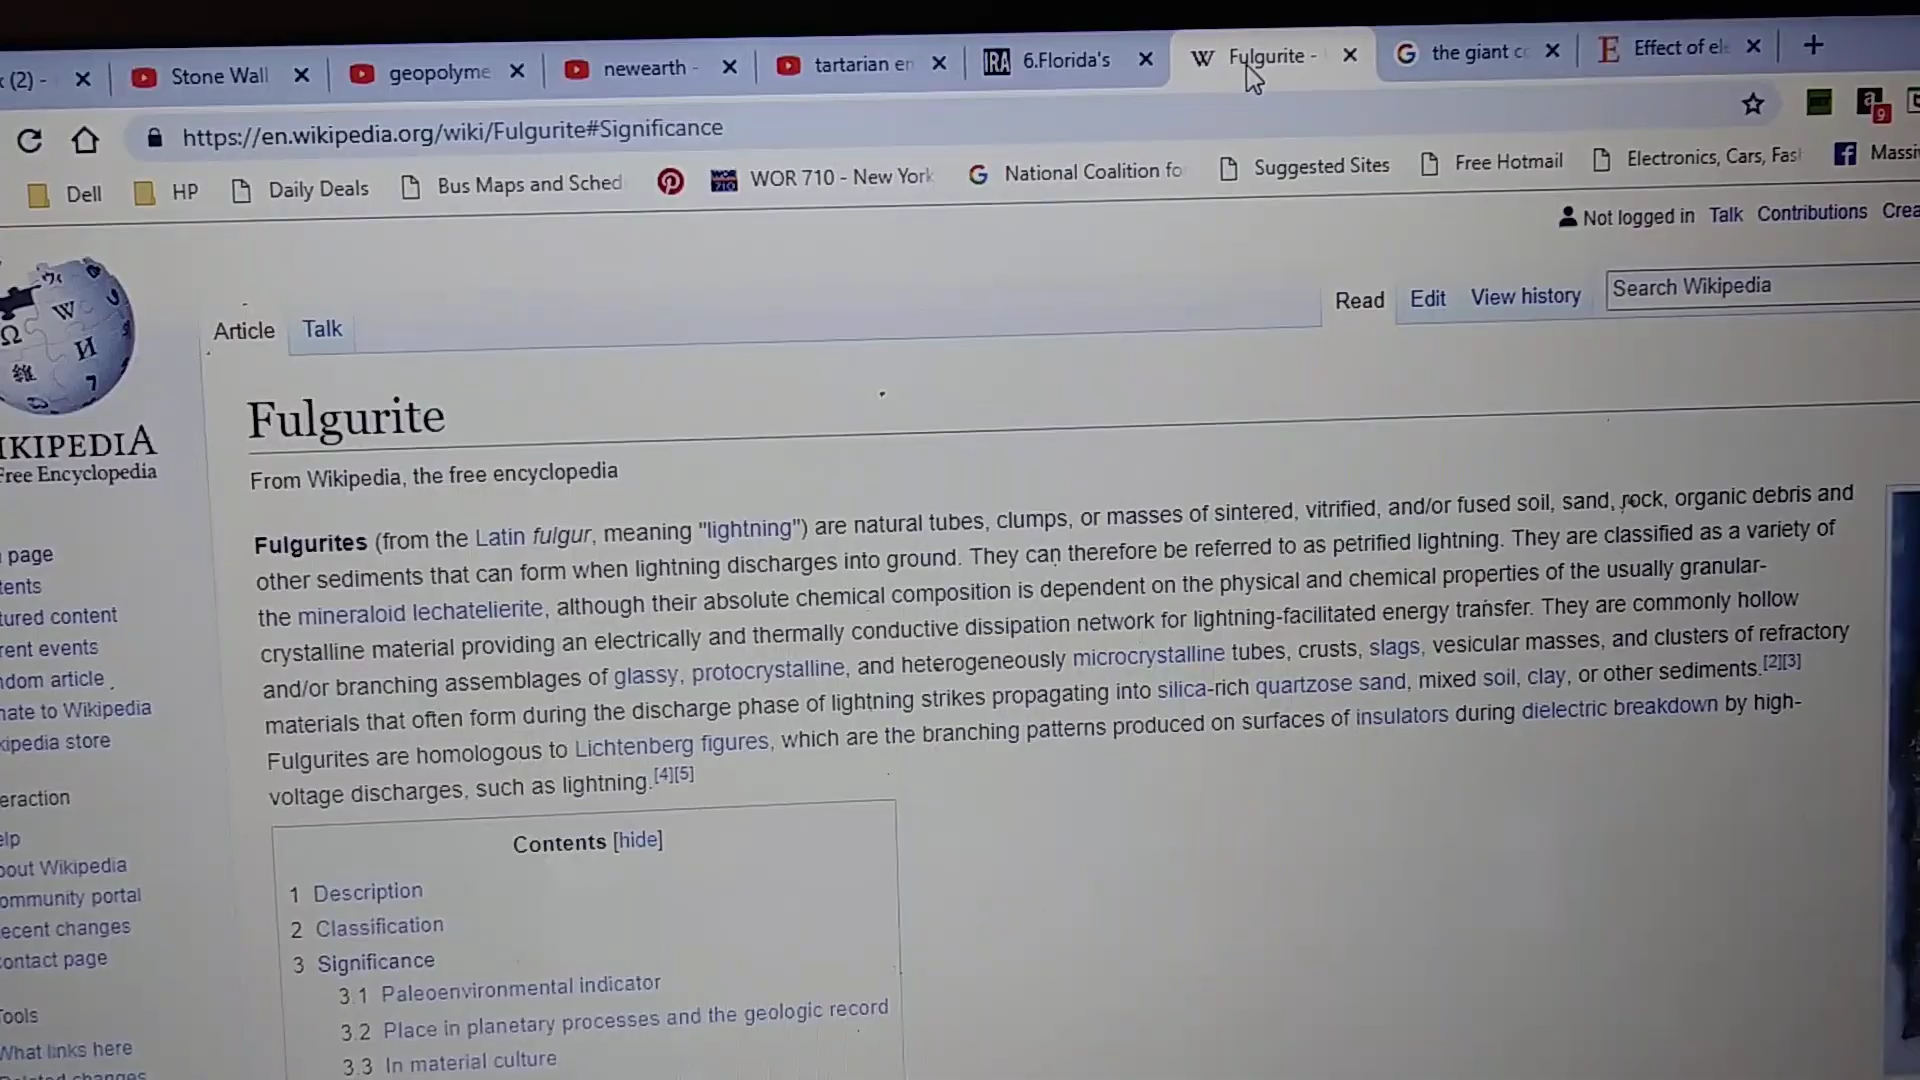 (2) -
Stone Wall
geopolyme
newearth -
tartarian er
IRA 6.Florida's
W Fulgurite -
G the giant c
E Effect of el
https://en.wikipedia.org/wiki/Fulgurite#Significance
a 9
Dell
HP
Daily Deals
Bus Maps and Sched
WOR 710 - New York
National Coalition fo
Suggested Sites
Free Hotmail
Electronics, Cars, Fas
Massiv
Not logged in Talk Contributions Crea
Article Talk
Read Edit View history
Search Wikipedia
IKIPEDIA
Free Encyclopedia
Fulgurite
From Wikipedia, the free encyclopedia
Fulgurites (from the Latin fulgur, meaning "lightning") are natural tubes, clumps, or masses of sintered, vitrified, and/or fused soil, sand, rock, organic debris and
other sediments that can form when lightning discharges into ground. They can therefore be referred to as petrified lightning. They are classified as a variety of
the mineraloid lechatelierite, although their absolute chemical composition is dependent on the physical and chemical properties of the usually granular-
crystalline material providing an electrically and thermally conductive dissipation network for lightning-facilitated energy transfer. They are commonly hollow
and/or branching assemblages of glassy, protocrystalline, and heterogeneously microcrystalline tubes, crusts, slags, vesicular masses, and clusters of refractory
materials that often form during the discharge phase of lightning strikes propagating into silica-rich quartzose sand, mixed soil, clay, or other sediments.[2][3]
Fulgurites are homologous to Lichtenberg figures, which are the branching patterns produced on surfaces of insulators during dielectric breakdown by high-
voltage discharges, such as lightning.[4][5]
Contents [hide]
1 Description
2 Classification
3 Significance
3.1 Paleoenvironmental indicator
3.2 Place in planetary processes and the geologic record
3.3 In material culture
page
tents
tured content
rent events
ndom article
nate to Wikipedia
kipedia store
eraction
elp
bout Wikipedia
ommunity portal
ecent changes
ontact page
Tools
What links here
Related changes